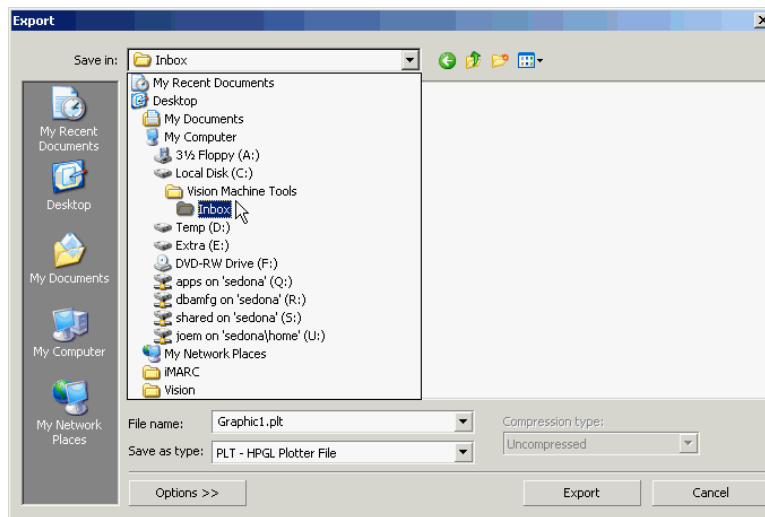 Export
Save in:
Inbox
My Recent Documents
Desktop
My Documents
My Computer
3½ Floppy (A:)
Local Disk (C:)
Vision Machine Tools
Inbox
Temp (D:)
Extra (E:)
DVD-RW Drive (F:)
apps on 'sedona' (Q:)
dbamfg on 'sedona' (R:)
shared on 'sedona' (S:)
joem on 'sedona\home' (U:)
My Network Places
iMARC
Vision
My Recent
Documents
Desktop
My Documents
My Computer
My Network
Places
File name:
Graphic1.plt
Compression type:
Save as type:
PLT - HPGL Plotter File
Uncompressed
Options >>
Export
Cancel